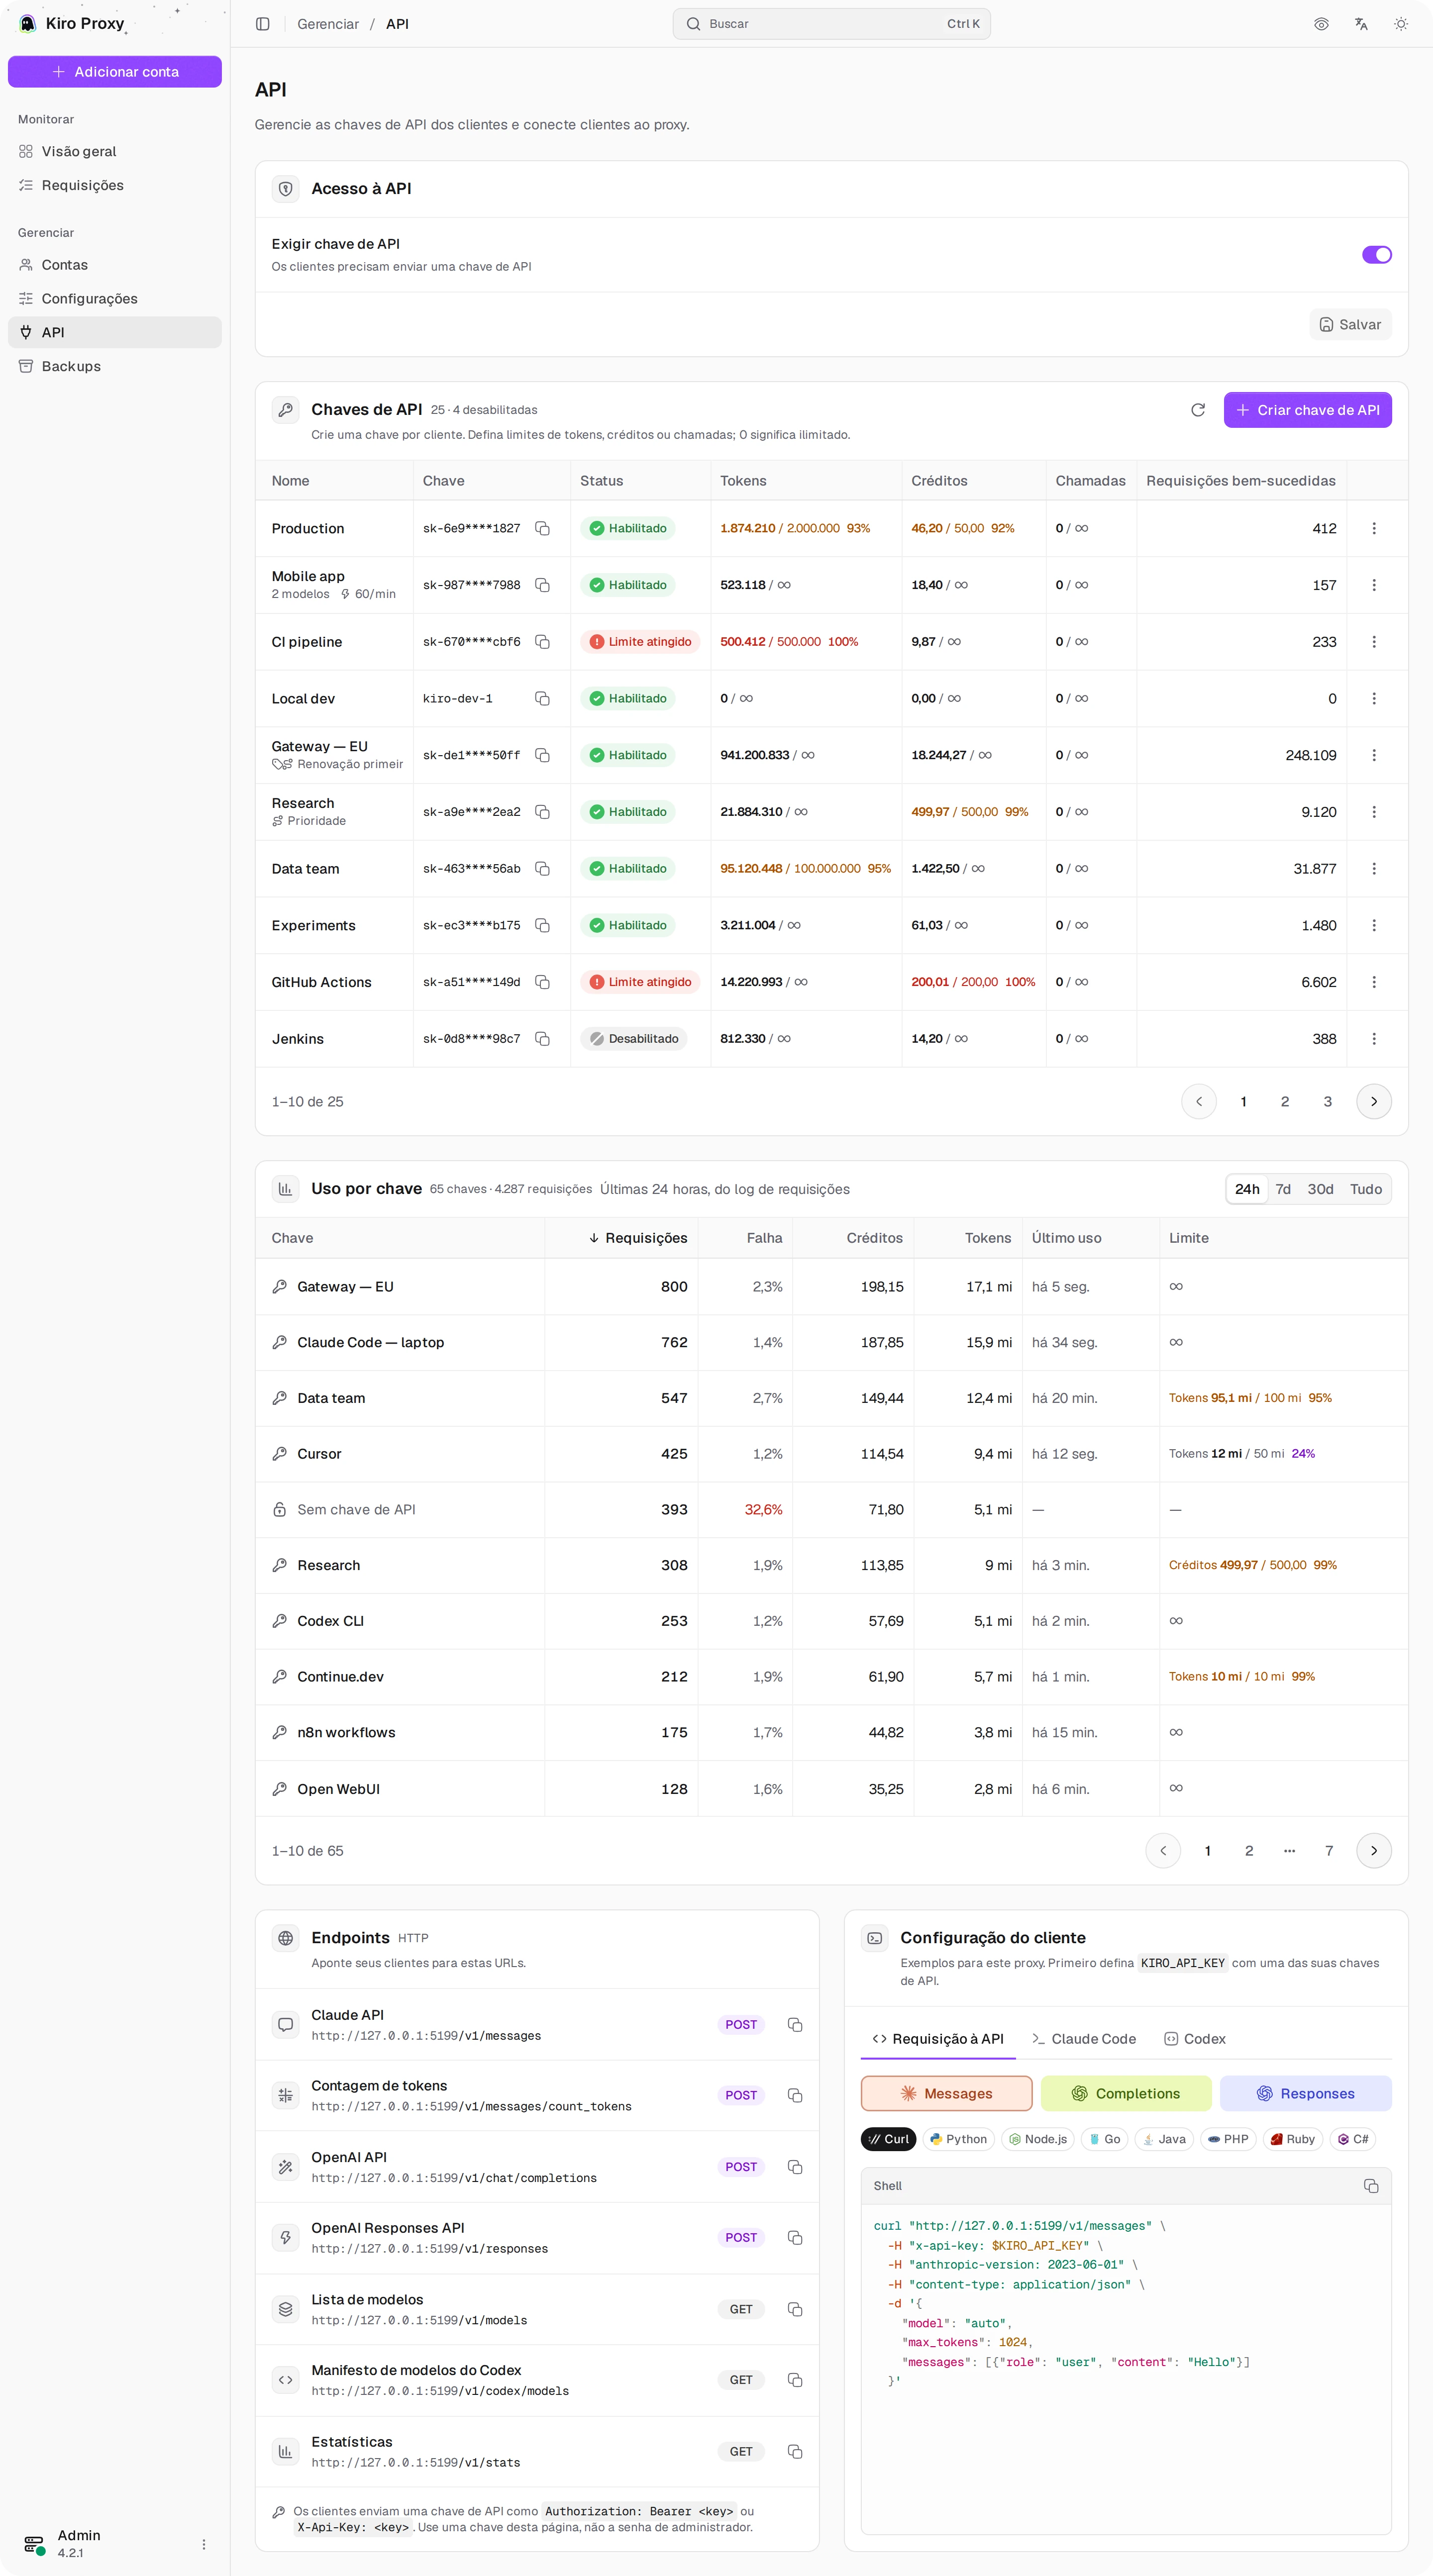 Kiro Proxy
Adicionar conta
Monitorar
Visão geral
Requisições
Gerenciar
Contas
Configurações
API
Backups
Admin
4.2.1
Gerenciar / API
Buscar Ctrl K
API
Gerencie as chaves de API dos clientes e conecte clientes ao proxy.
Acesso à API
Exigir chave de API
Os clientes precisam enviar uma chave de API
Salvar
Chaves de API 25 · 4 desabilitadas
Crie uma chave por cliente. Defina limites de tokens, créditos ou chamadas; 0 significa ilimitado.
Criar chave de API
Nome Chave Status Tokens Créditos Chamadas Requisições bem-sucedidas
Production sk-6e9****1827 Habilitado 1.874.210 / 2.000.000 93% 46,20 / 50,00 92% 0 / ∞ 412
Mobile app sk-987****7988 Habilitado 523.118 / ∞ 18,40 / ∞ 0 / ∞ 157
2 modelos 60/min
CI pipeline sk-670****cbf6 Limite atingido 500.412 / 500.000 100% 9,87 / ∞ 0 / ∞ 233
Local dev kiro-dev-1 Habilitado 0 / ∞ 0,00 / ∞ 0 / ∞ 0
Gateway — EU sk-de1****50ff Habilitado 941.200.833 / ∞ 18.244,27 / ∞ 0 / ∞ 248.109
Renovação primeir
Research sk-a9e****2ea2 Habilitado 21.884.310 / ∞ 499,97 / 500,00 99% 0 / ∞ 9.120
Prioridade
Data team sk-463****56ab Habilitado 95.120.448 / 100.000.000 95% 1.422,50 / ∞ 0 / ∞ 31.877
Experiments sk-ec3****b175 Habilitado 3.211.004 / ∞ 61,03 / ∞ 0 / ∞ 1.480
GitHub Actions sk-a51****149d Limite atingido 14.220.993 / ∞ 200,01 / 200,00 100% 0 / ∞ 6.602
Jenkins sk-0d8****98c7 Desabilitado 812.330 / ∞ 14,20 / ∞ 0 / ∞ 388
1–10 de 25 1 2 3
Uso por chave 65 chaves · 4.287 requisições Últimas 24 horas, do log de requisições
24h 7d 30d Tudo
Chave ↓ Requisições Falha Créditos Tokens Último uso Limite
Gateway — EU 800 2,3% 198,15 17,1 mi há 5 seg. ∞
Claude Code — laptop 762 1,4% 187,85 15,9 mi há 34 seg. ∞
Data team 547 2,7% 149,44 12,4 mi há 20 min. Tokens 95,1 mi / 100 mi 95%
Cursor 425 1,2% 114,54 9,4 mi há 12 seg. Tokens 12 mi / 50 mi 24%
Sem chave de API 393 32,6% 71,80 5,1 mi — —
Research 308 1,9% 113,85 9 mi há 3 min. Créditos 499,97 / 500,00 99%
Codex CLI 253 1,2% 57,69 5,1 mi há 2 min. ∞
Continue.dev 212 1,9% 61,90 5,7 mi há 1 min. Tokens 10 mi / 10 mi 99%
n8n workflows 175 1,7% 44,82 3,8 mi há 15 min. ∞
Open WebUI 128 1,6% 35,25 2,8 mi há 6 min. ∞
1–10 de 65 1 2 ••• 7
Endpoints HTTP
Aponte seus clientes para estas URLs.
Claude API
http://127.0.0.1:5199/v1/messages
POST
Contagem de tokens
http://127.0.0.1:5199/v1/messages/count_tokens
POST
OpenAI API
http://127.0.0.1:5199/v1/chat/completions
POST
OpenAI Responses API
http://127.0.0.1:5199/v1/responses
POST
Lista de modelos
http://127.0.0.1:5199/v1/models
GET
Manifesto de modelos do Codex
http://127.0.0.1:5199/v1/codex/models
GET
Estatísticas
http://127.0.0.1:5199/v1/stats
GET
Os clientes enviam uma chave de API como Authorization: Bearer <key> ou
X-Api-Key: <key>. Use uma chave desta página, não a senha de administrador.
Configuração do cliente
Exemplos para este proxy. Primeiro defina KIRO_API_KEY com uma das suas chaves
de API.
Requisição à API Claude Code Codex
Messages Completions Responses
Curl Python Node.js Go Java PHP Ruby C#
Shell
curl "http://127.0.0.1:5199/v1/messages" \
-H "x-api-key: $KIRO_API_KEY" \
-H "anthropic-version: 2023-06-01" \
-H "content-type: application/json" \
-d '{
"model": "auto",
"max_tokens": 1024,
"messages": [{"role": "user", "content": "Hello"}]
}'